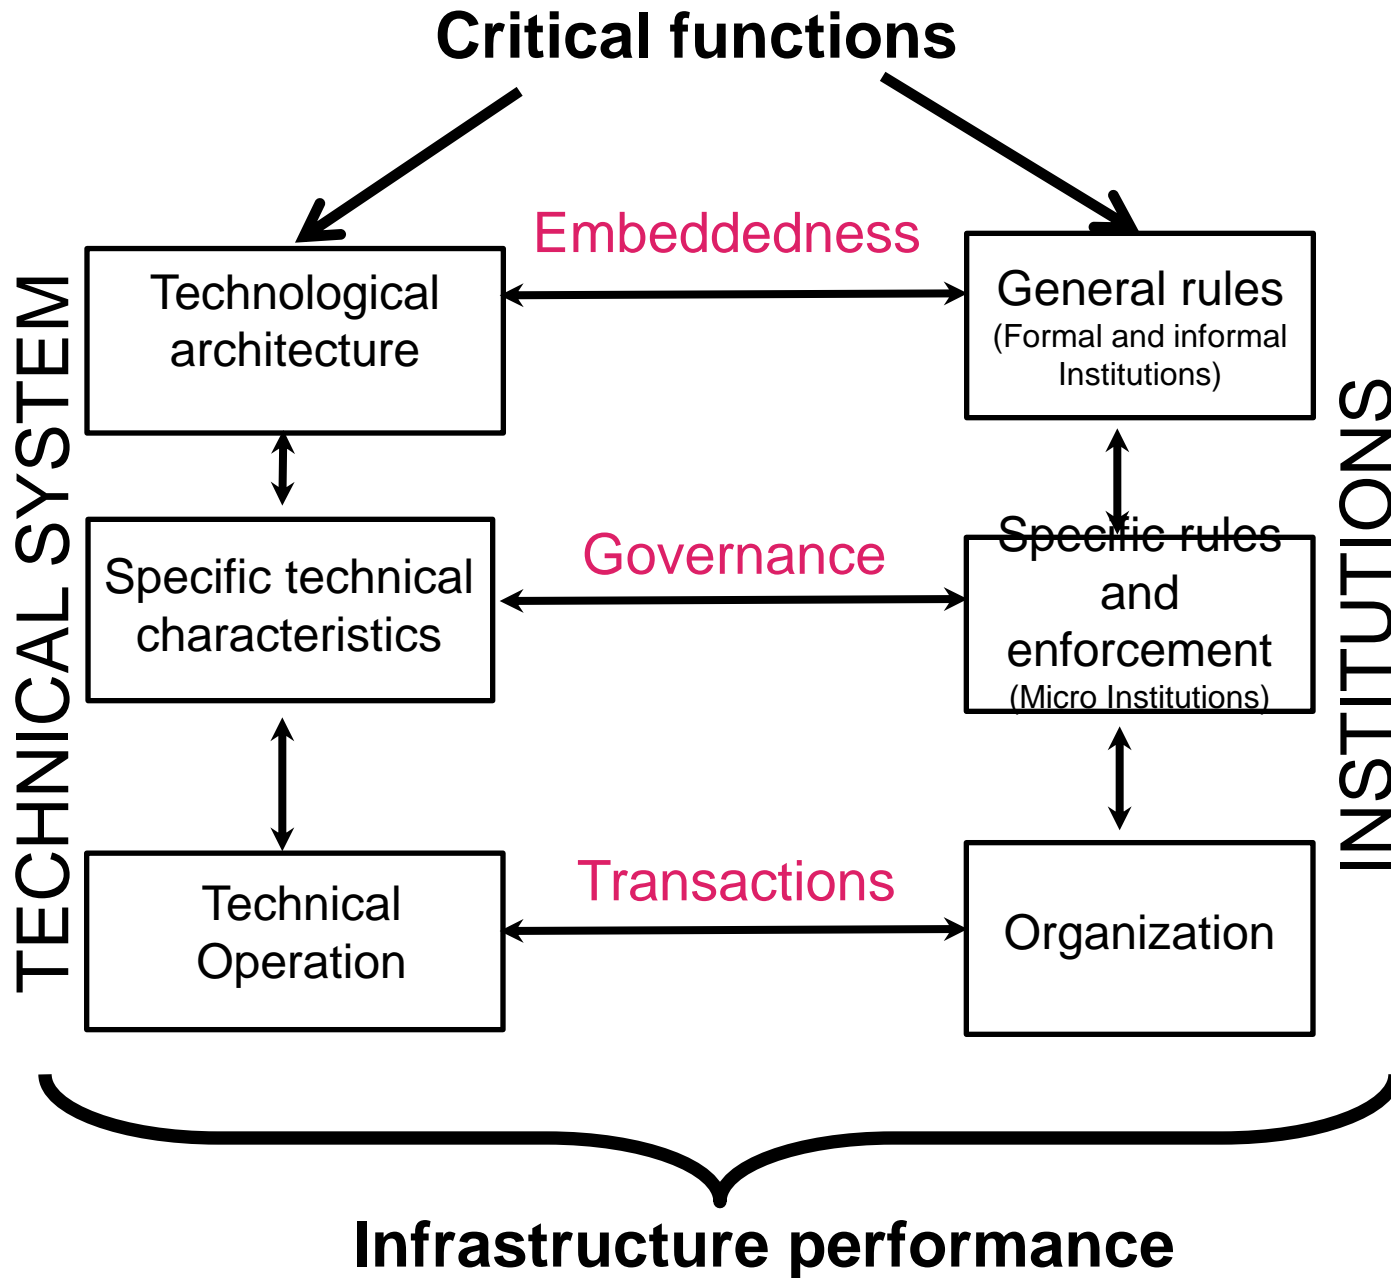 Critical functions
Embeddedness
Technological
architecture
General rules
(Formal and informal
Institutions)
TECHNICAL SYSTEM
INSTITUTIONS
Governance
Specific technical
characteristics
Specific rules
and
enforcement
(Micro Institutions)
Transactions
Technical
Operation
Organization
Infrastructure performance